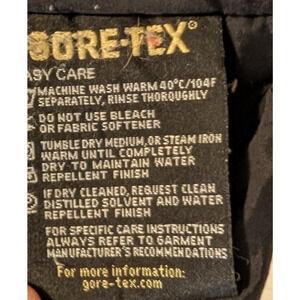 GORE-TEX®
ASY CARE
MACHINE WASH WARM 40°C/104F
SEPARATELY, RINSE THOROUGHLY
DO NOT USE BLEACH
OR FABRIC SOFTENER
TUMBLE DRY MEDIUM, OR STEAM IRON
WARM UNTIL COMPLETELY
DRY TO MAINTAIN WATER
REPELLENT FINISH
IF DRY CLEANED, REQUEST CLEAN
DISTILLED SOLVENT AND WATER
REPELLENT FINISH
FOR SPECIFIC CARE INSTRUCTIONS
ALWAYS REFER TO GARMENT
MANUFACTURER'S RECOMMENDATIONS
For more information:
gore-tex.com